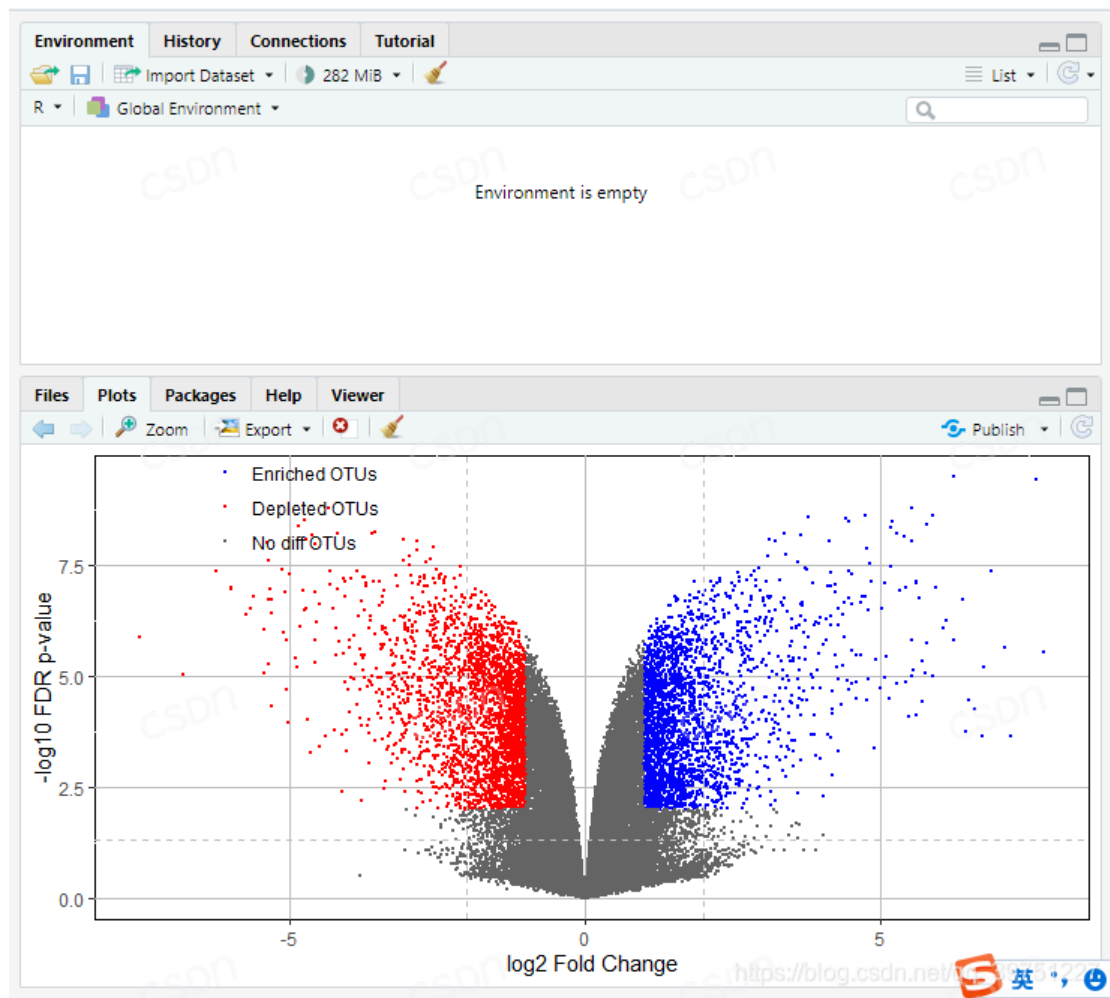 Environment History Connections Tutorial
Import Dataset 282 MiB List
R Global Environment
Environment is empty
Files Plots Packages Help Viewer
Zoom Export Publish
Enriched OTUs
Depleted OTUs
No diff OTUs
7.5
5.0
2.5
0.0
-log10 FDR p-value
-5 0 5
log2 Fold Change
CSDN
英